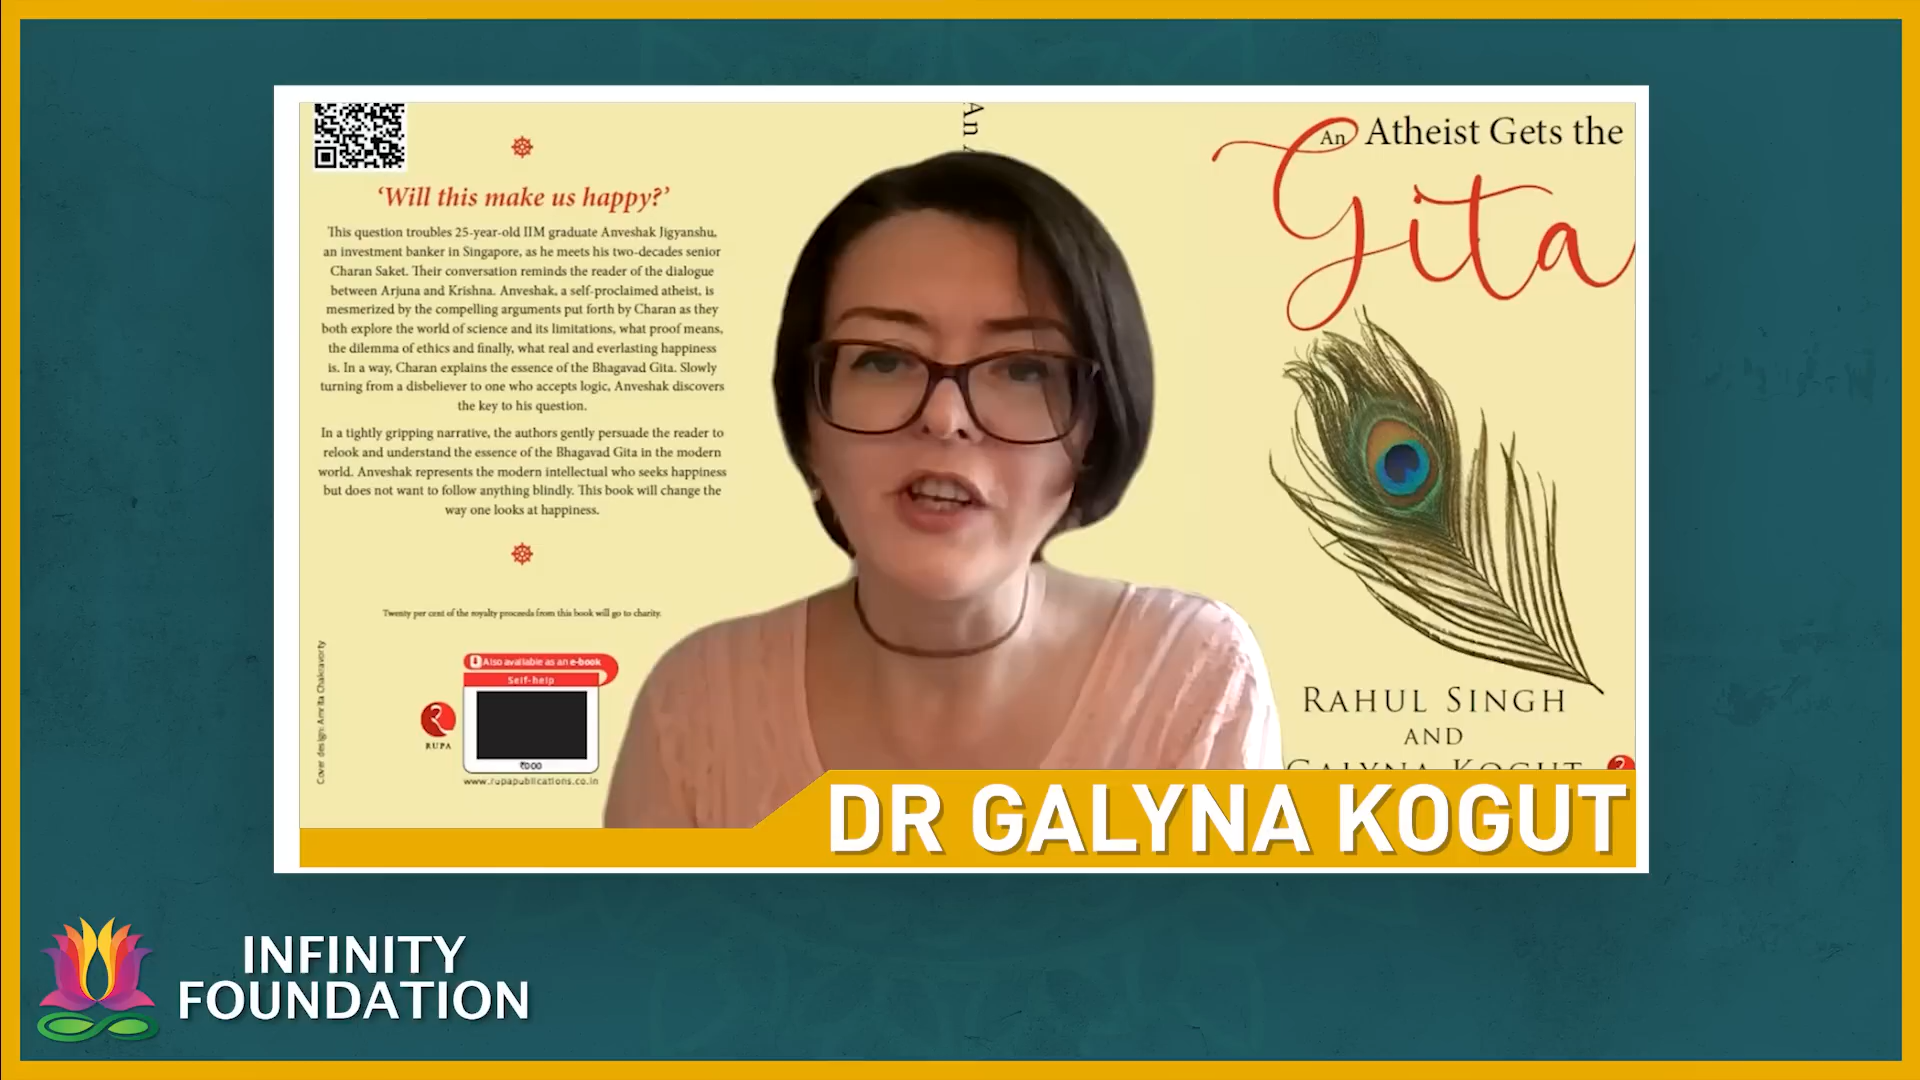 'Will this make us happy?'
This question troubles 25-year-old IIM graduate Anveshak Jigyanshu,
an investment banker in Singapore, as he meets his two-decades senior
Charan Saket. Their conversation reminds the reader of the dialogue
between Arjuna and Krishna. Anveshak, a self-proclaimed atheist, is
mesmerized by the compelling arguments put forth by Charan as they
both explore the world of science and its limitations, what proof means,
the dilemma of ethics and finally, what real and everlasting happiness
is. In a way, Charan explains the essence of the Bhagavad Gita. Slowly
turning from a disbeliever to one who accepts logic, Anveshak discovers
the key to his question.
In a tightly gripping narrative, the authors gently persuade the reader to
relook and understand the essence of the Bhagavad Gita in the modern
world. Anveshak represents the modern intellectual who seeks happiness
but does not want to follow anything blindly. This book will change the
way one looks at happiness.
Twenty per cent of the royalty proceeds from this book will go to charity.
Cover design: Amrita Chakravorty
Also available as an e-book
Self-help
RUPA
₹000
www.rupapublications.co.in
An
An Atheist Gets the
Gita
RAHUL SINGH
AND
GALYNA KOGUT
DR GALYNA KOGUT
INFINITY
FOUNDATION